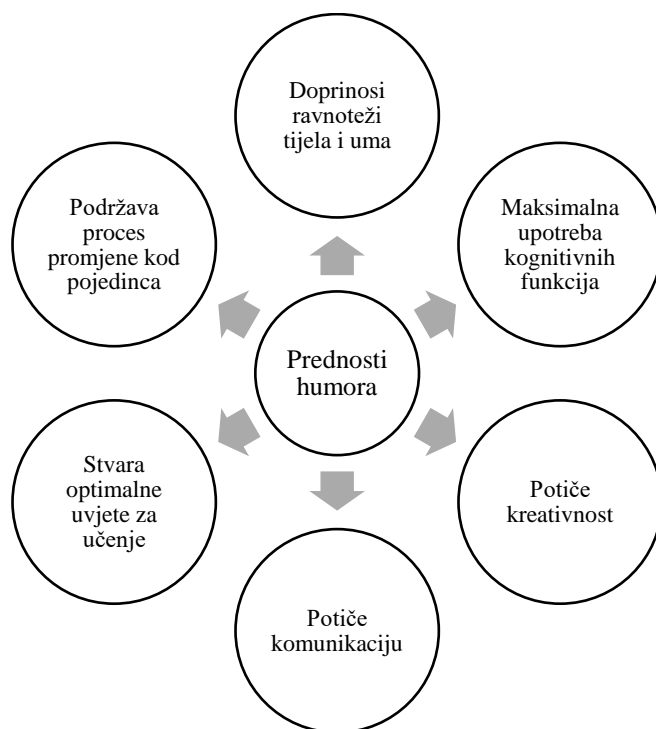 Doprinosi
ravnoteži
tijela i uma
Maksimalna
upotreba
kognitivnih
funkcija
Potiče
kreativnost
Potiče
komunikaciju
Stvara
optimalne
uvjete za
učenje
Podržava
proces
promjene kod
pojedinca
Prednosti
humora